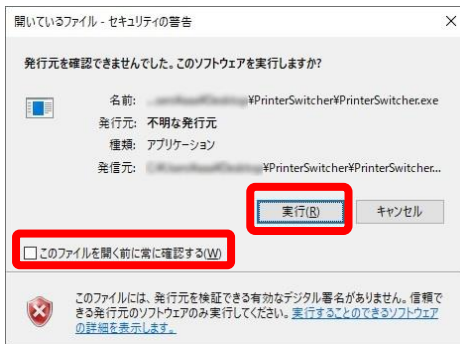 開いているファイル - セキュリティの警告
発行元を確認できませんでした。このソフトウェアを実行しますか?
名前: ¥PrinterSwitcher¥PrinterSwitcher.exe
発行元: 不明な発行元
種類: アプリケーション
発信元: ¥PrinterSwitcher¥PrinterSwitcher...
実行(R) キャンセル
このファイルを開く前に常に確認する(W)
このファイルには、発行元を検証できる有効なデジタル署名がありません。信頼で
きる発行元のソフトウェアのみ実行してください。実行することのできるソフトウェア
の詳細を表示します。